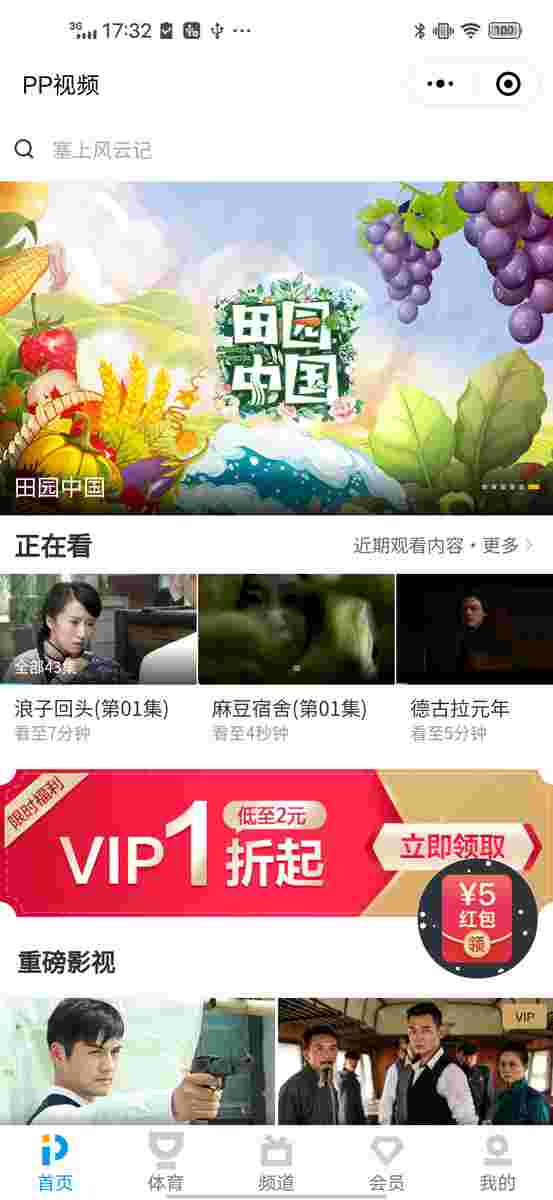 3G 17:32 100
PP视频
塞上风云记
田园
中国
田园中国
正在看
近期观看内容·更多
全部43集
浪子回头(第01集)
麻豆宿舍(第01集)
德古拉元年
看至7分钟
看至4秒钟
看至5分钟
限时福利
VIP1折起
低至2元
立即领取
¥5
红包
领
重磅影视
VIP
首页
体育
频道
会员
我的